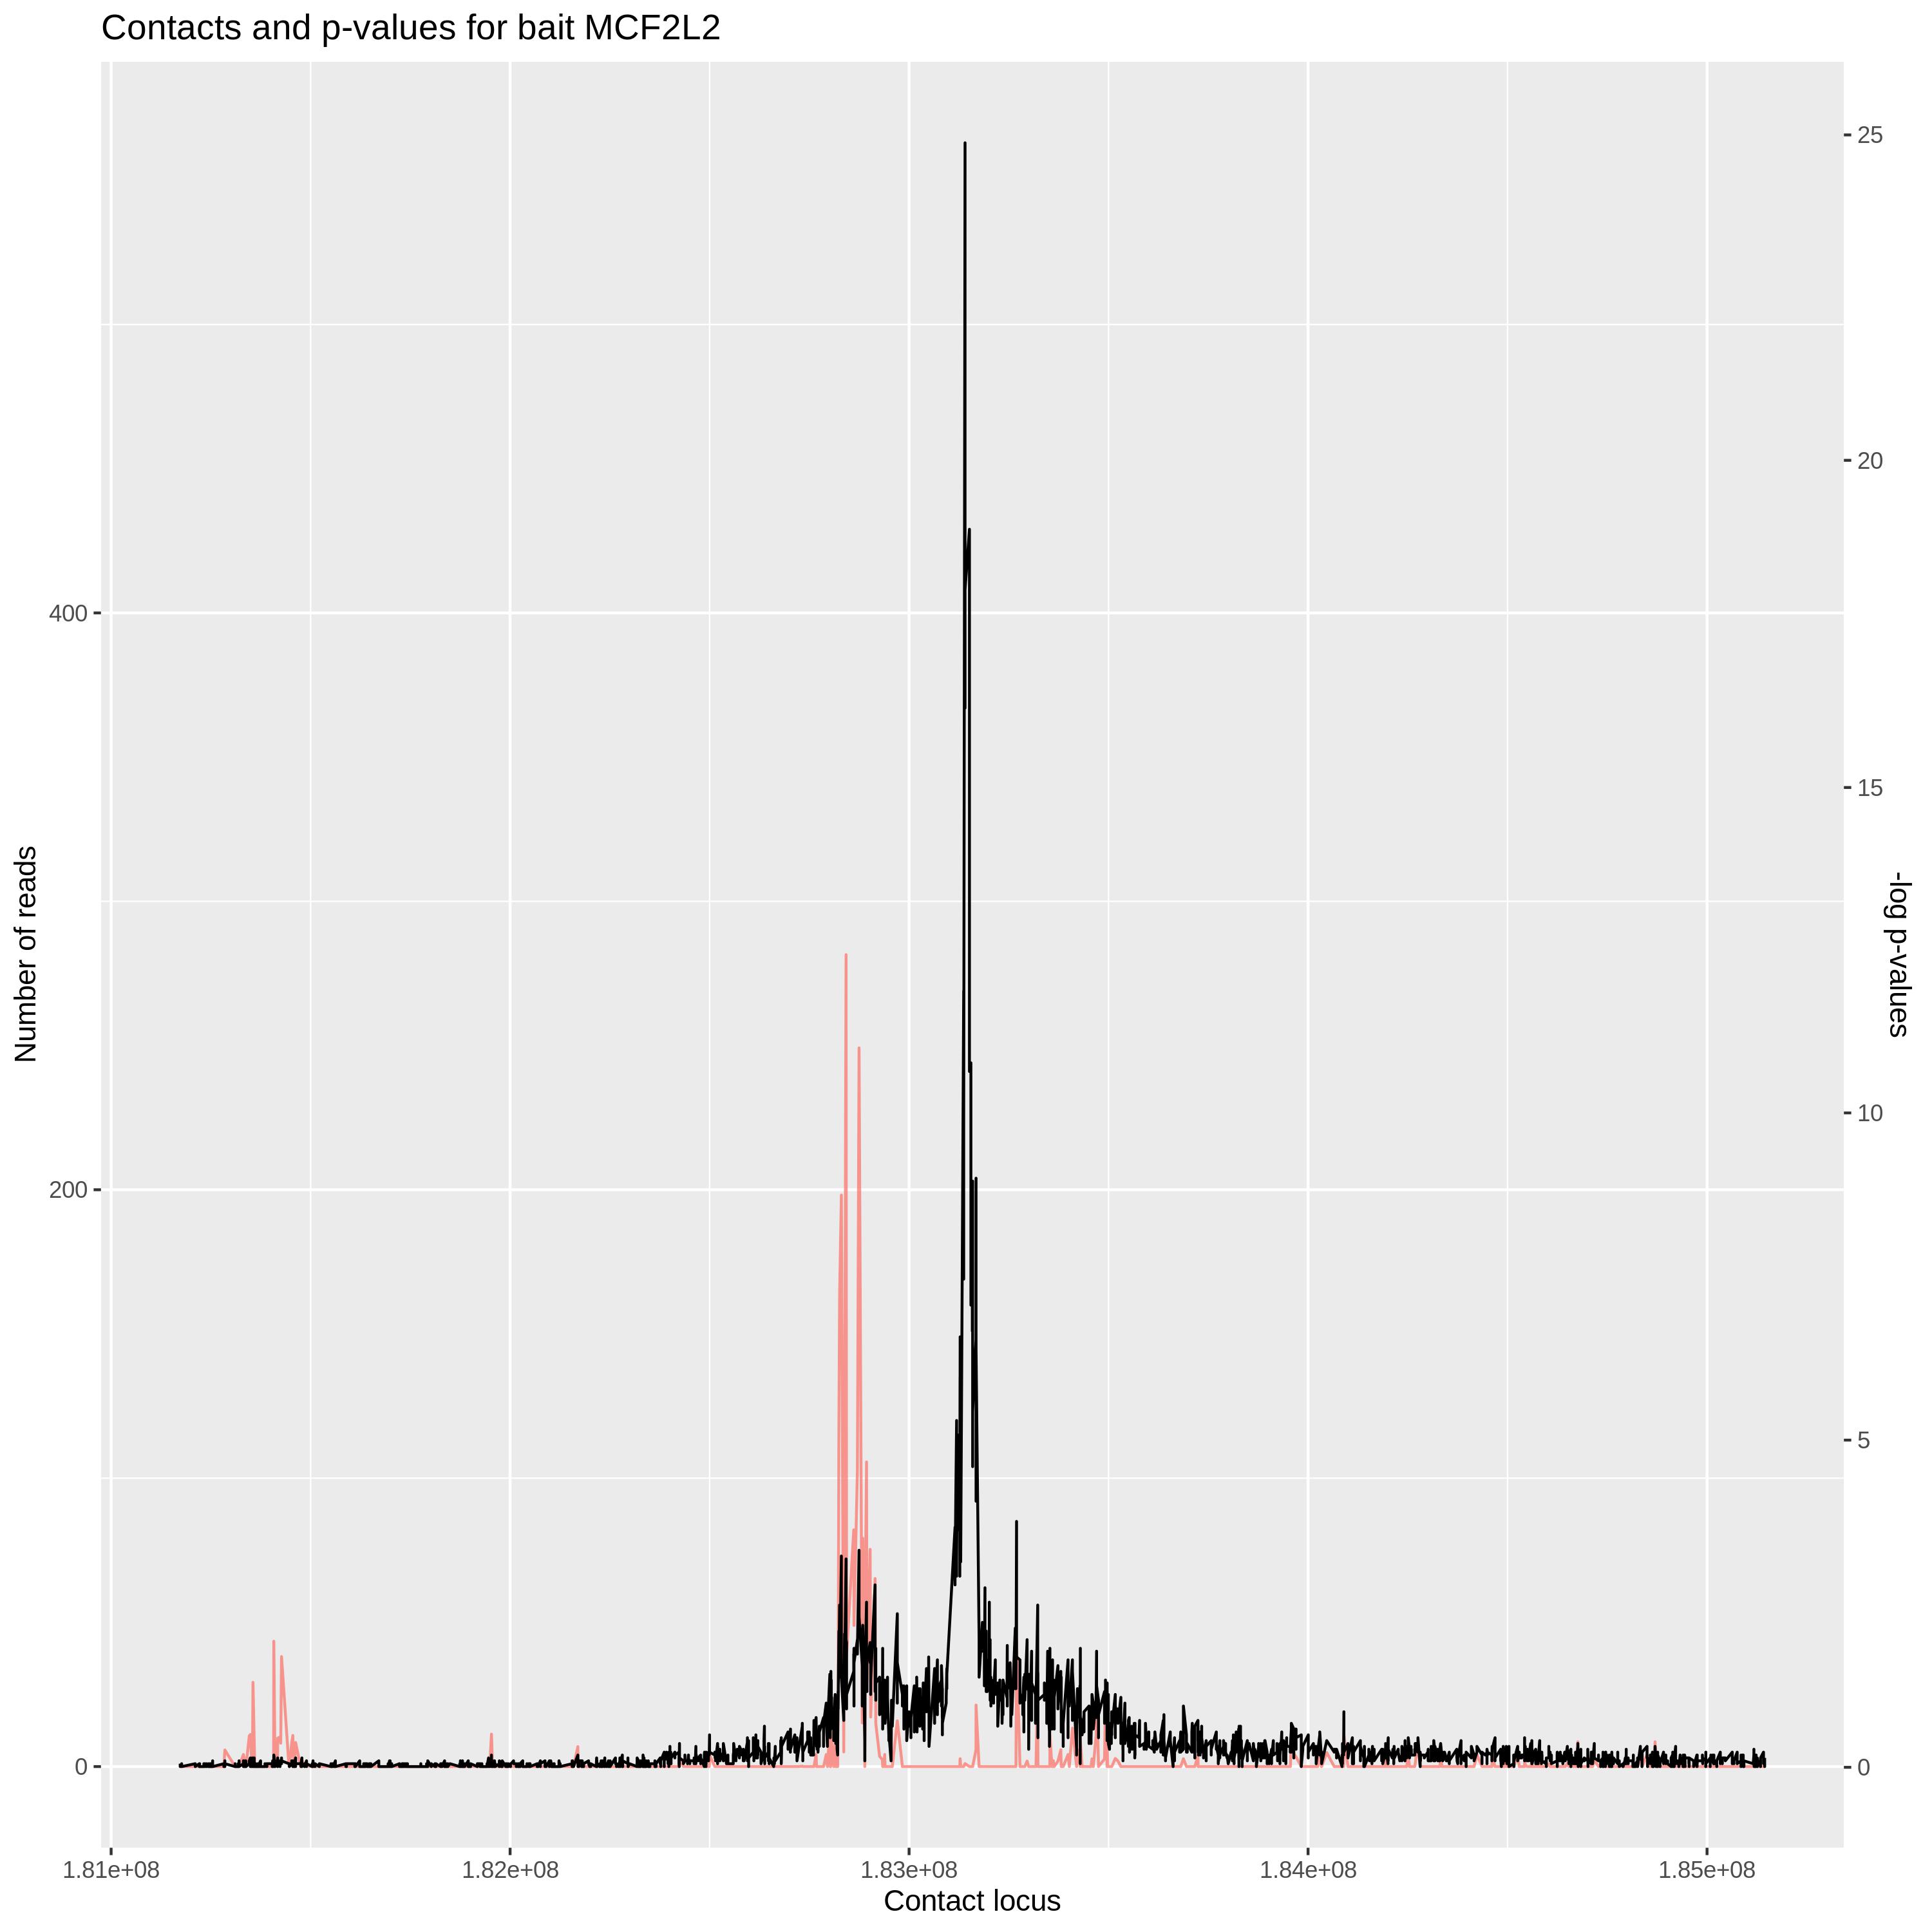 Contacts and p-values for bait MCF2L2
Number of reads
400
200
0
25
20
15
10
5
0
-log p-values
1.81e+08
1.82e+08
1.83e+08
1.84e+08
1.85e+08
Contact locus